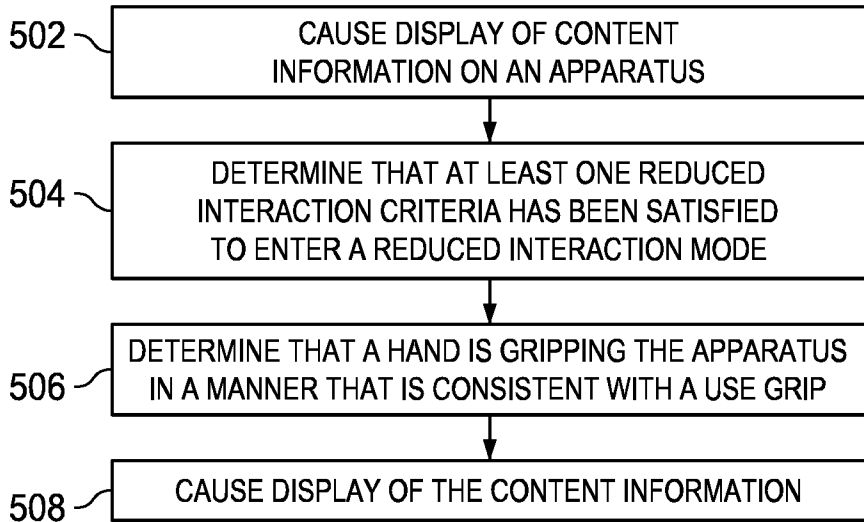 502
CAUSE DISPLAY OF CONTENT
INFORMATION ON AN APPARATUS
504
DETERMINE THAT AT LEAST ONE REDUCED
INTERACTION CRITERIA HAS BEEN SATISFIED
TO ENTER A REDUCED INTERACTION MODE
506
DETERMINE THAT A HAND IS GRIPPING THE APPARATUS
IN A MANNER THAT IS CONSISTENT WITH A USE GRIP
508
CAUSE DISPLAY OF THE CONTENT INFORMATION